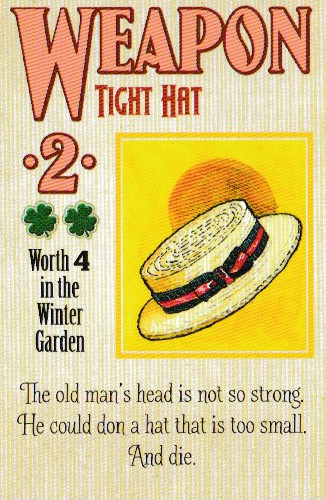 WEAPON
TIGHT HAT
·2·
Worth 4
in the
Winter
Garden
The old man's head is not so strong.
He could don a hat that is too small.
And die.